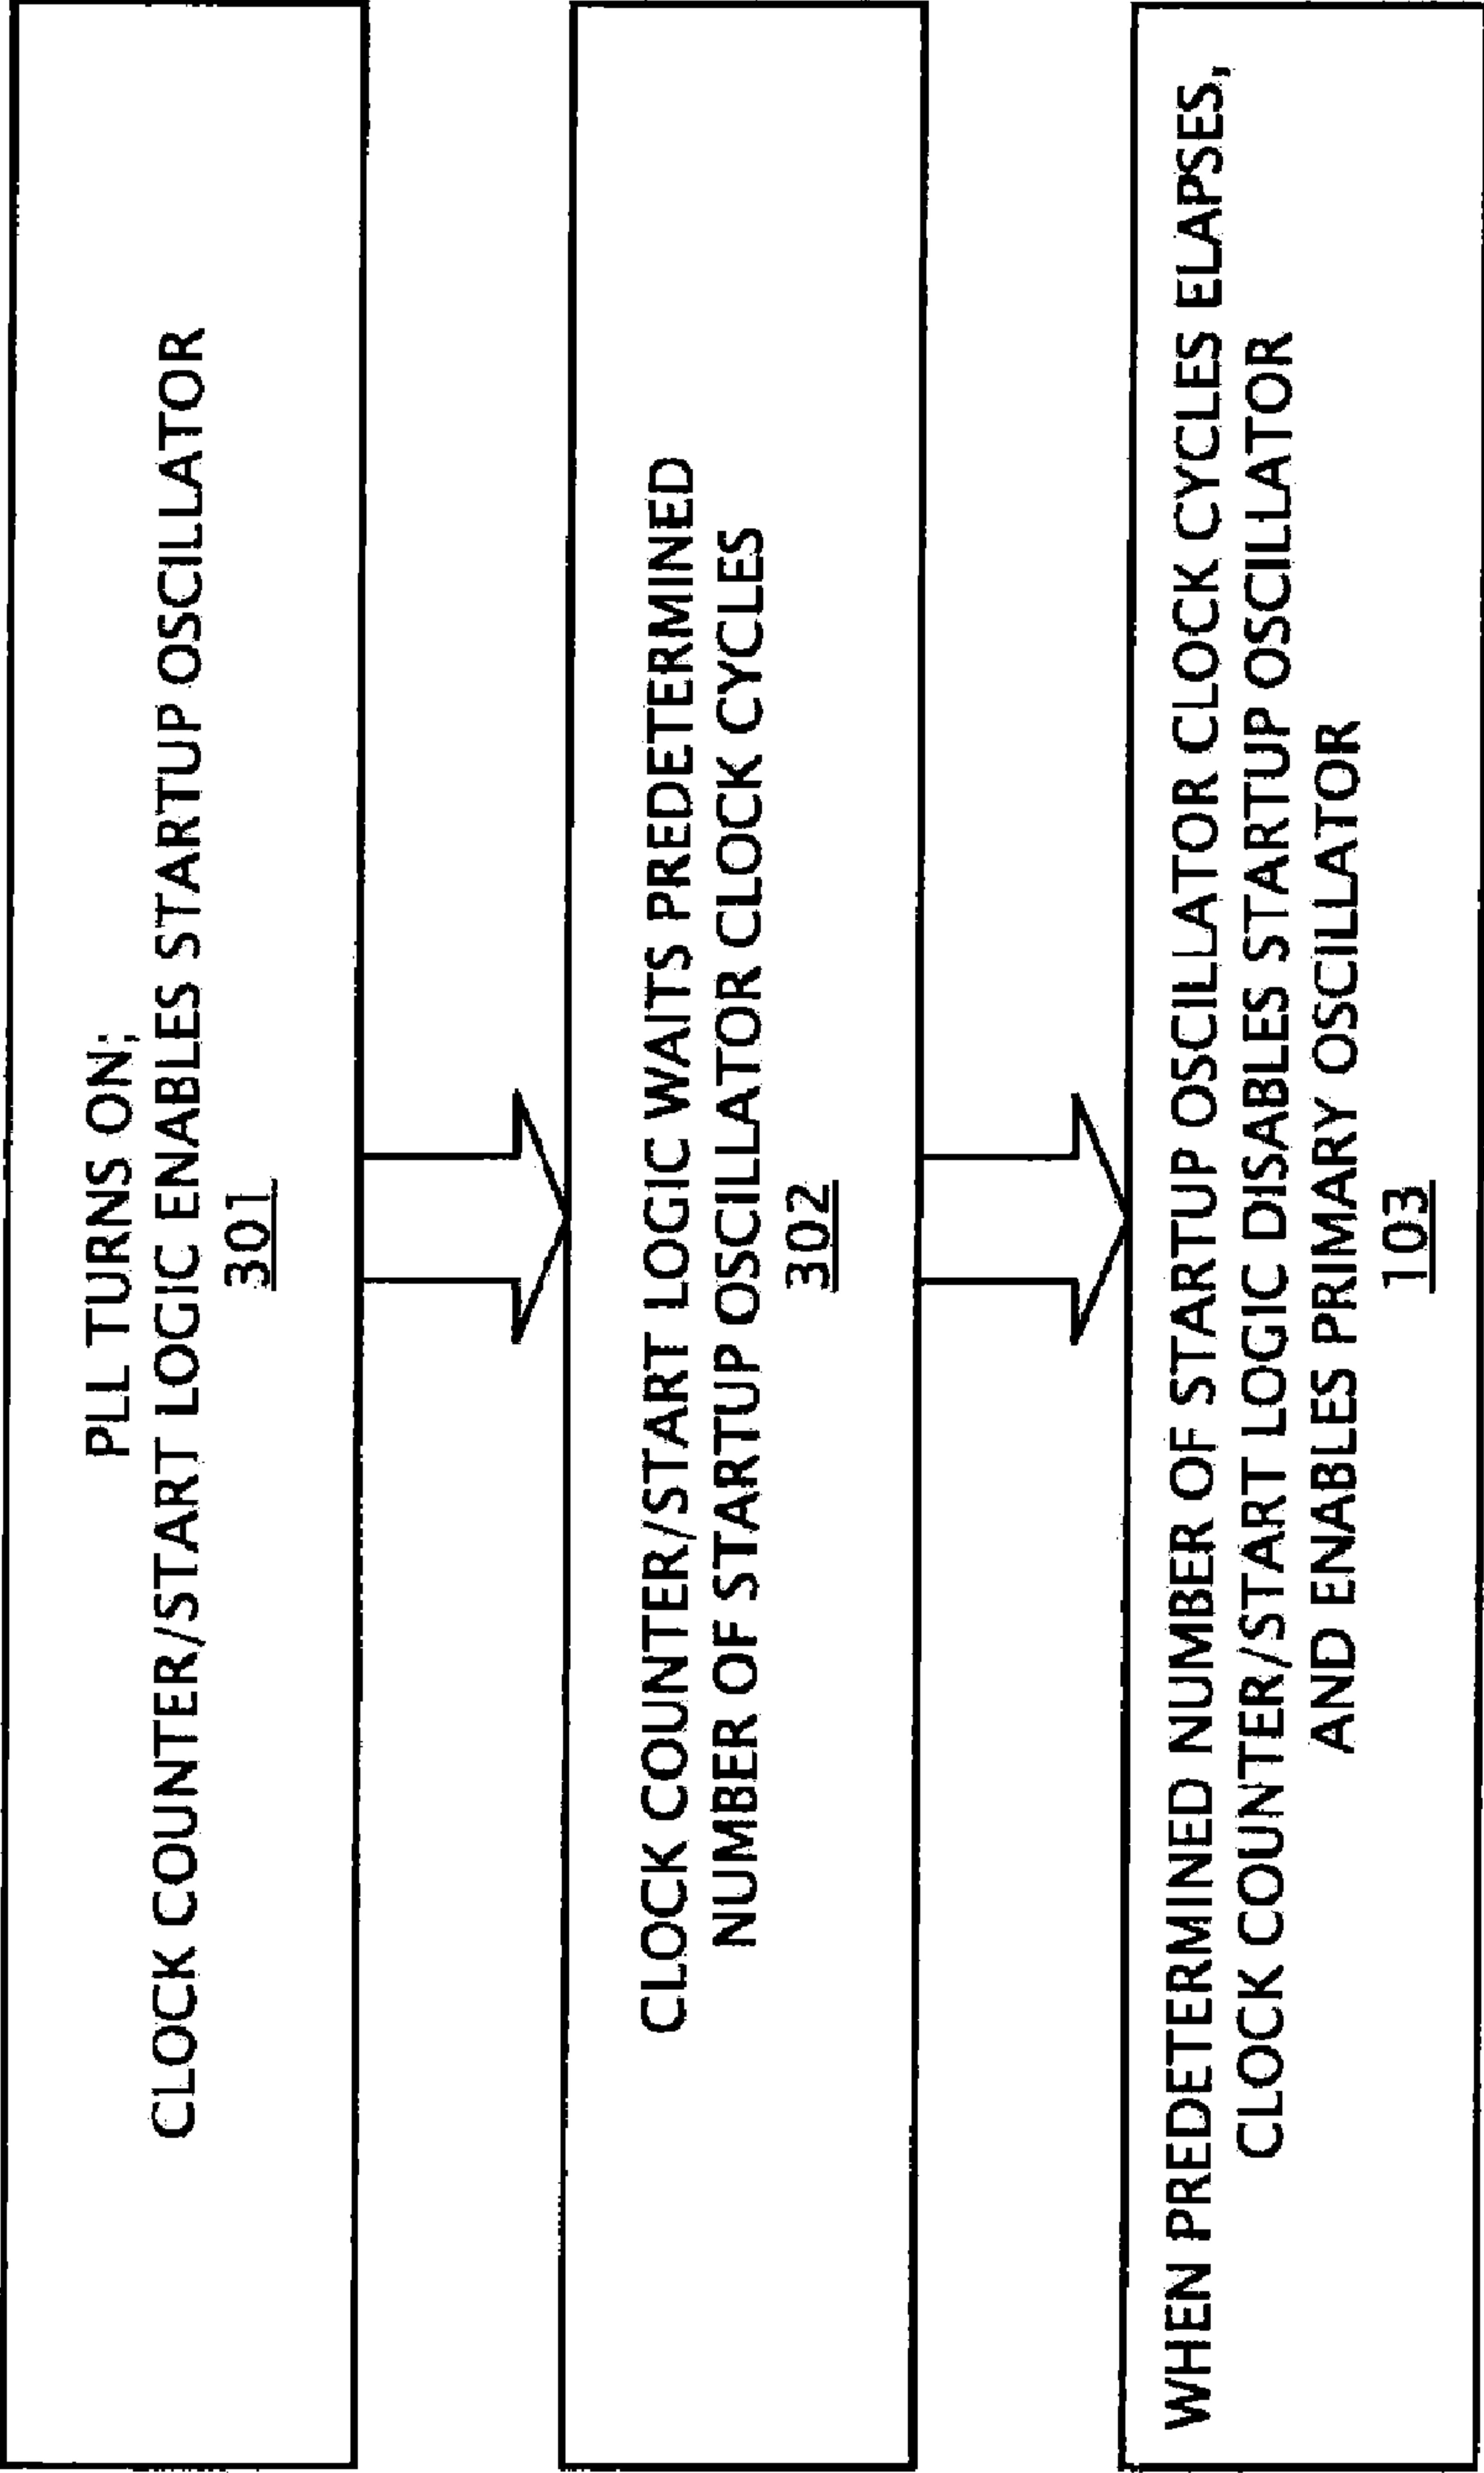 PLL TURNS ON;
CLOCK COUNTER/START LOGIC ENABLES STARTUP OSCILLATOR
301
CLOCK COUNTER/START LOGIC WAITS PREDETERMINED
NUMBER OF STARTUP OSCILLATOR CLOCK CYCLES
302
WHEN PREDETERMINED NUMBER OF STARTUP OSCILLATOR CLOCK CYCLES ELAPSES,
CLOCK COUNTER/START LOGIC DISABLES STARTUP OSCILLATOR
AND ENABLES PRIMARY OSCILLATOR
103